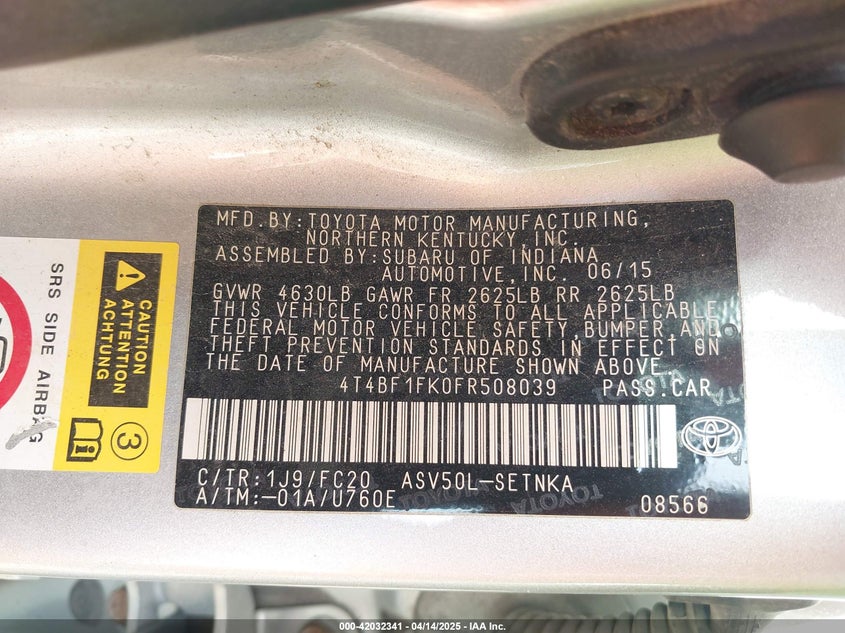 MFD.BY:TOYOTA MOTOR MANUFACTURING,
NORTHERN KENTUCKY,INC.
ASSEMBLED BY:SUBARU OF INDIANA
AUTOMOTIVE,INC. 06/15
GVWR 4630LB GAWR FR 2625LB RR 2625LB
THIS VEHICLE CONFORMS TO ALL APPLICABLE
FEDERAL MOTOR VEHICLE SAFETY,BUMPER,AND
THEFT PREVENTION STANDARDS IN EFFECT ON
THE DATE OF MANUFACTURE SHOWN ABOVE.
4T4BF1FK0FR508039 PASS.CAR
C/TR:1J9/FC20 ASV50L-SETNKA
A/TM:-01A/U760E 08566
SRS SIDE AIRBAG
CAUTION
ATTENTION
ACHTUNG
3
i
TOYOTA
000-42032341 - 04/14/2025 - IAA Inc.